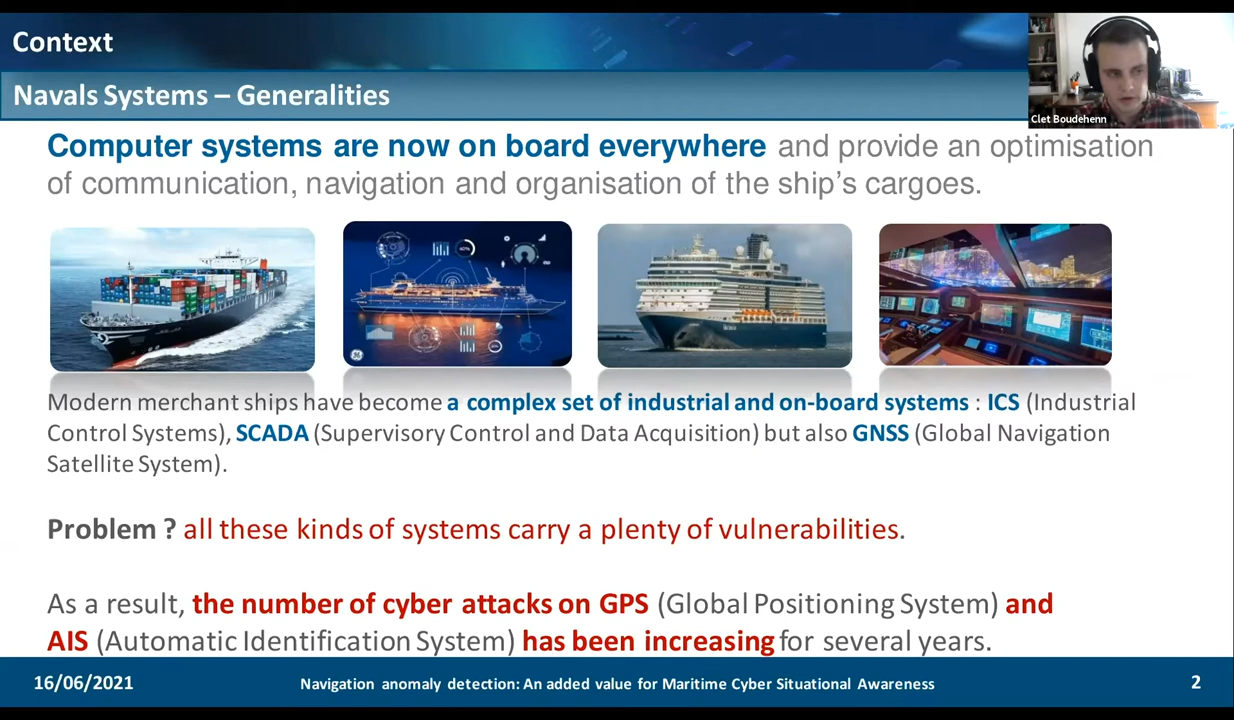 Context
Navals Systems – Generalities
Clet Boudehenn
Computer systems are now on board everywhere and provide an optimisation
of communication, navigation and organisation of the ship's cargoes.
Modern merchant ships have become a complex set of industrial and on-board systems : ICS (Industrial
Control Systems), SCADA (Supervisory Control and Data Acquisition) but also GNSS (Global Navigation
Satellite System).
Problem ? all these kinds of systems carry a plenty of vulnerabilities.
As a result, the number of cyber attacks on GPS (Global Positioning System) and
AIS (Automatic Identification System) has been increasing for several years.
16/06/2021
Navigation anomaly detection: An added value for Maritime Cyber Situational Awareness
2